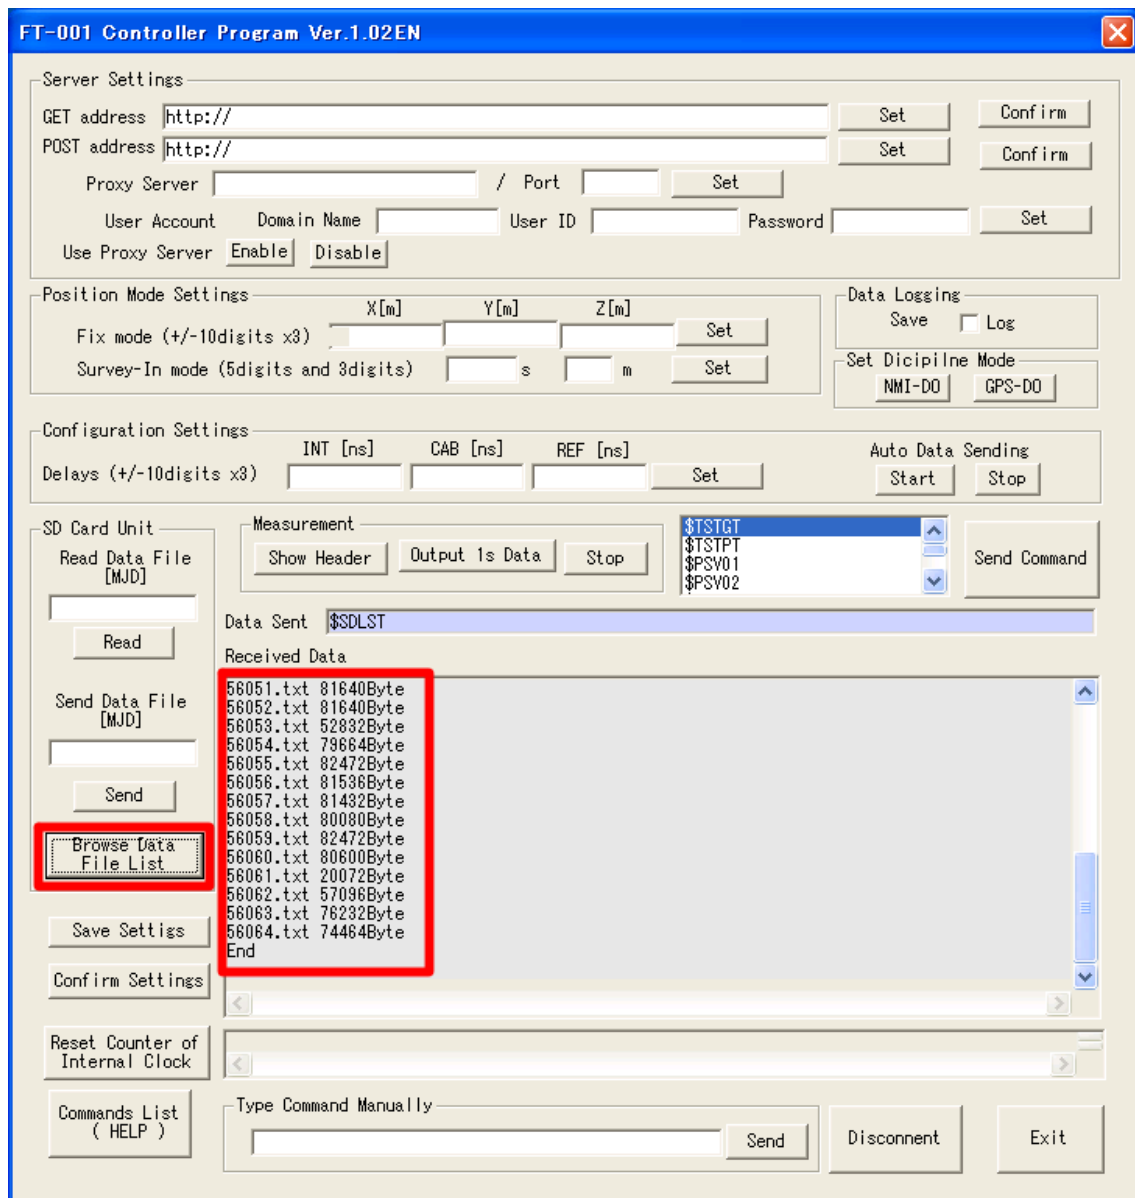 FT-001 Controller Program Ver.1.02EN
Server Settings
GET address http:// Set Confirm
POST address http:// Set Confirm
Proxy Server / Port Set
User Account Domain Name User ID Password Set
Use Proxy Server Enable Disable
Position Mode Settings
X[m] Y[m] Z[m]
Fix mode (+/-10digits x3) Set
Survey-In mode (5digits and 3digits) s m Set
Data Logging
Save Log
Set Dicipilne Mode
NMI-DO GPS-DO
Configuration Settings
INT [ns] CAB [ns] REF [ns]
Delays (+/-10digits x3) Set
Auto Data Sending
Start Stop
SD Card Unit
Read Data File
[MJD]
Read
Send Data File
[MJD]
Send
Browse Data
File List
Measurement
Show Header Output 1s Data Stop
$TSTGT
$TSTPT
$PSV01
$PSV02
Send Command
Data Sent $SDLST
Received Data
56051.txt 81640Byte
56052.txt 81640Byte
56053.txt 52832Byte
56054.txt 79664Byte
56055.txt 82472Byte
56056.txt 81536Byte
56057.txt 81432Byte
56058.txt 80080Byte
56059.txt 82472Byte
56060.txt 80600Byte
56061.txt 20072Byte
56062.txt 57096Byte
56063.txt 76232Byte
56064.txt 74464Byte
End
Save Settigs
Confirm Settings
Reset Counter of
Internal Clock
Commands List
( HELP )
Type Command Manually
Send
Disconnent
Exit